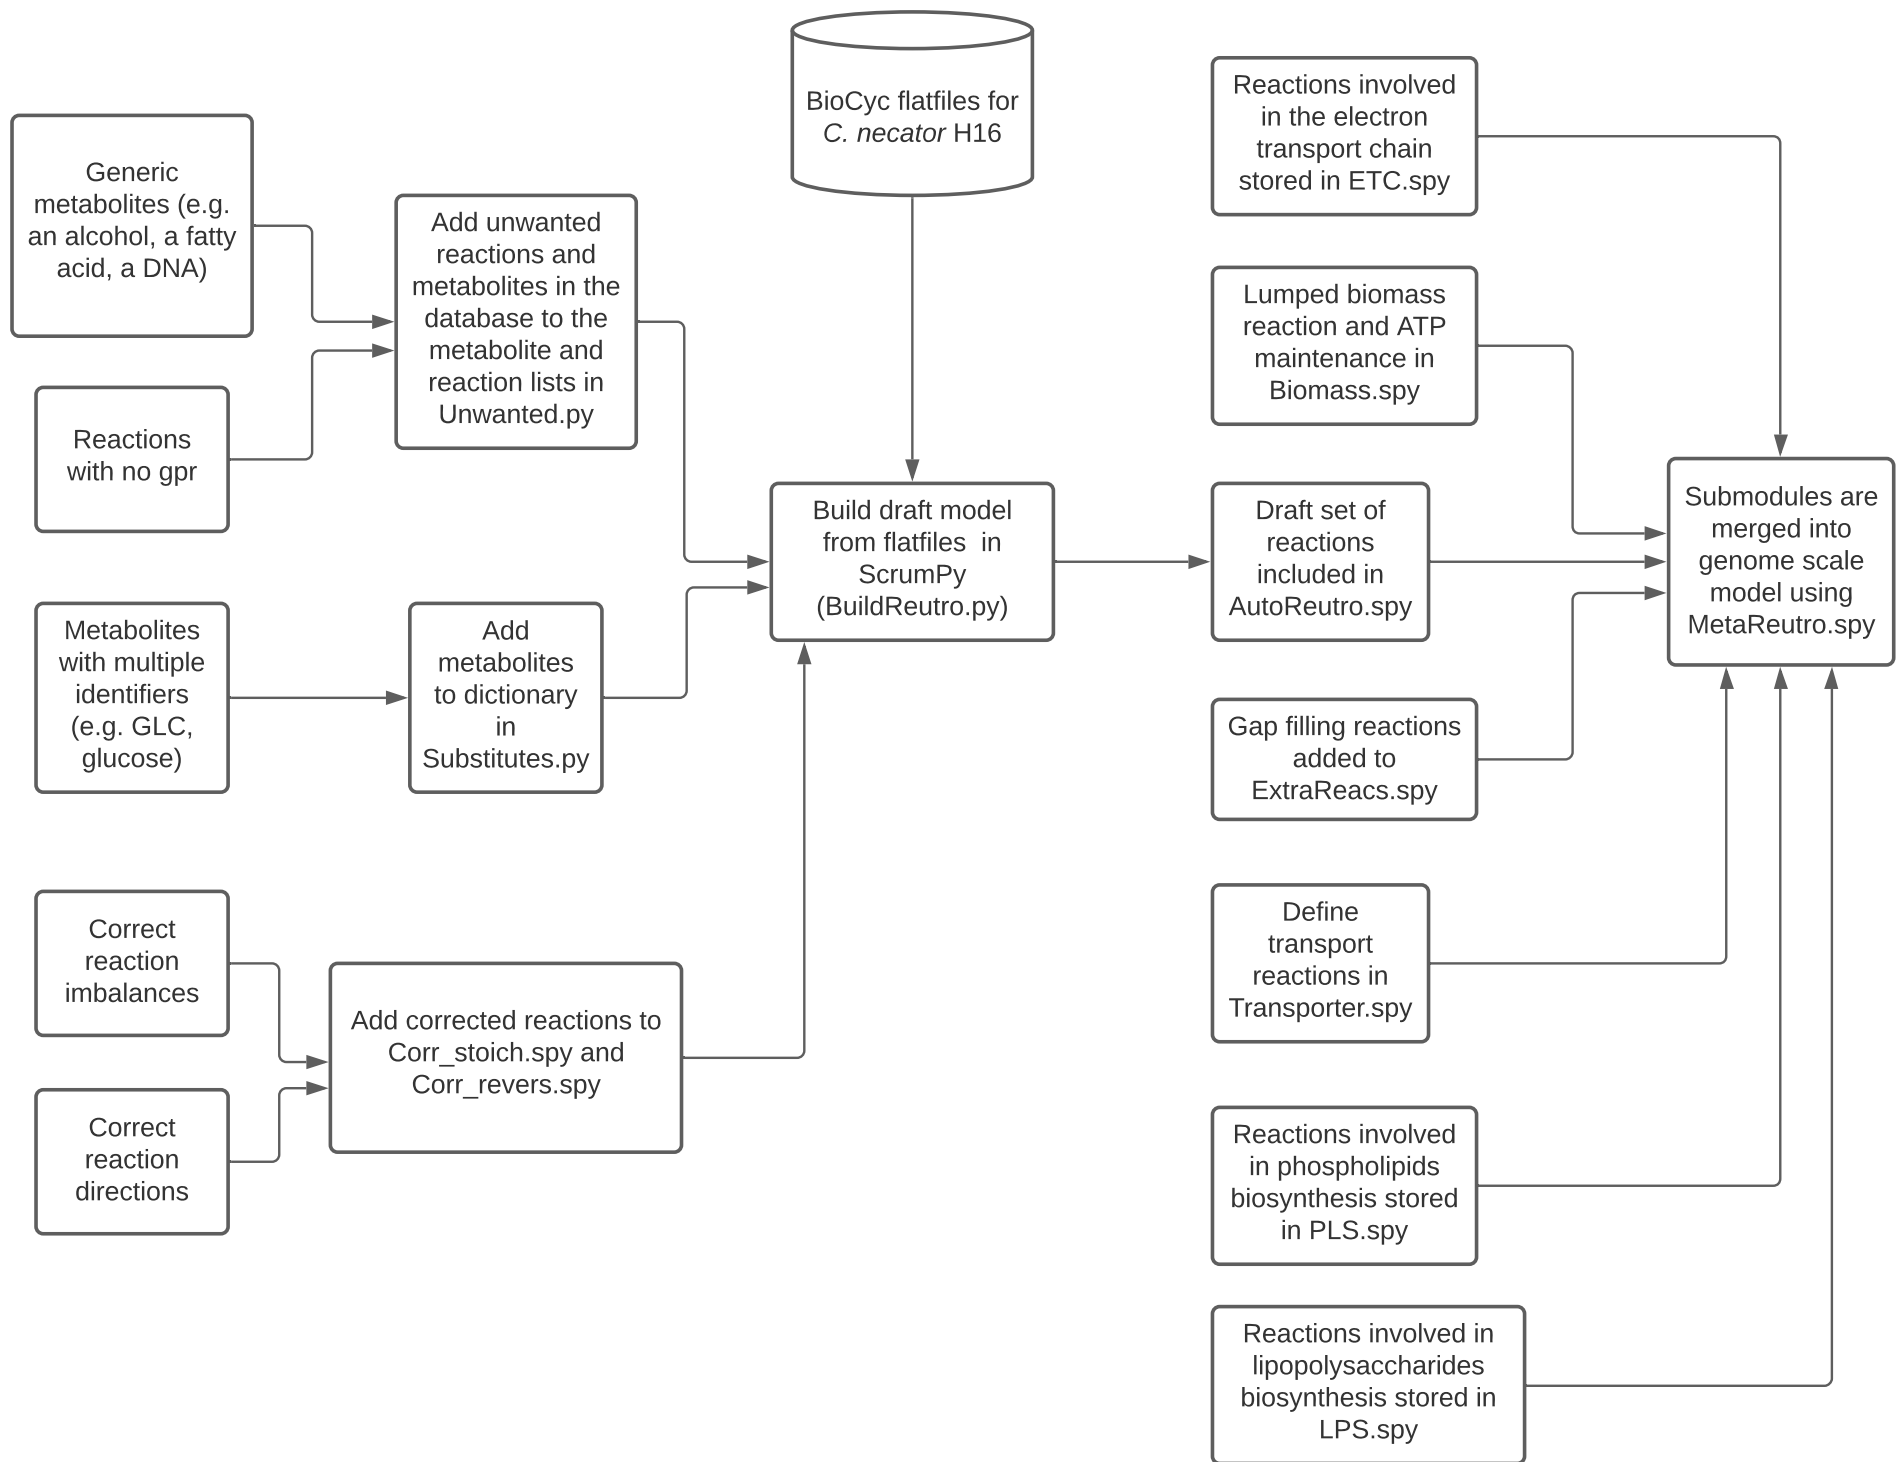 Generic
metabolites (e.g.
an alcohol, a fatty
acid, a DNA)
Reactions
with no gpr
Metabolites
with multiple
identifiers
(e.g. GLC,
glucose)
Correct
reaction
imbalances
Correct
reaction
directions
Add unwanted
reactions and
metabolites in the
database to the
metabolite and
reaction lists in
Unwanted.py
Add
metabolites
to dictionary
in
Substitutes.py
Add corrected reactions to
Corr_stoich.spy and
Corr_revers.spy
BioCyc flatfiles for
C. necator H16
Build draft model
from flatfiles  in
ScrumPy
(BuildReutro.py)
Reactions involved
in the electron
transport chain
stored in ETC.spy
Lumped biomass
reaction and ATP
maintenance in
Biomass.spy
Draft set of
reactions
included in
AutoReutro.spy
Gap filling reactions
added to
ExtraReacs.spy
Define
transport
reactions in
Transporter.spy
Reactions involved
in phospholipids
biosynthesis stored
in PLS.spy
Reactions involved in
lipopolysaccharides
biosynthesis stored in
LPS.spy
Submodules are
merged into
genome scale
model using
MetaReutro.spy